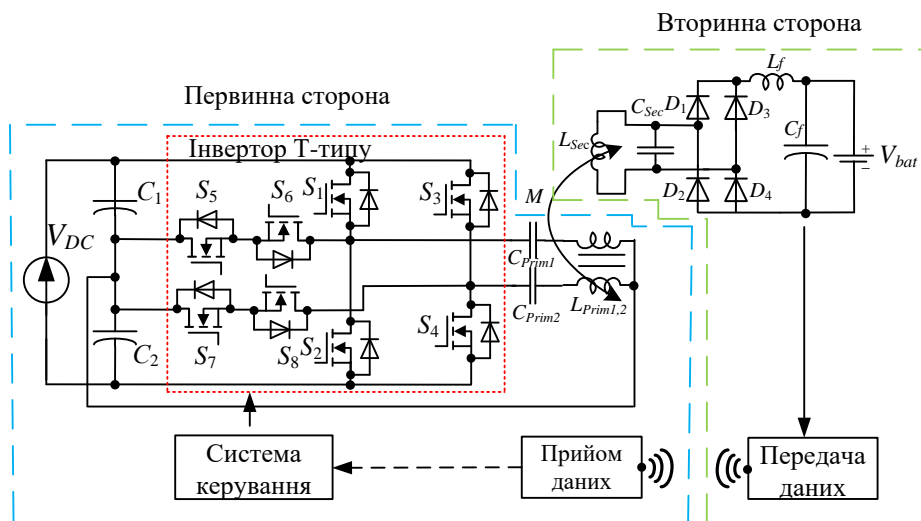 Вторинна сторона
Первинна сторона
Інвертор Т-типу
L_f
C_Sec
D_1
D_3
L_Sec
C_f
V_bat
+
−
D_2
D_4
S_1
S_3
C_1
S_5
S_6
M
V_DC
C_Prim1
C_Prim2
L_Prim1,2
C_2
S_7
S_8
S_2
S_4
Система
керування
Прийом
даних
Передача
даних